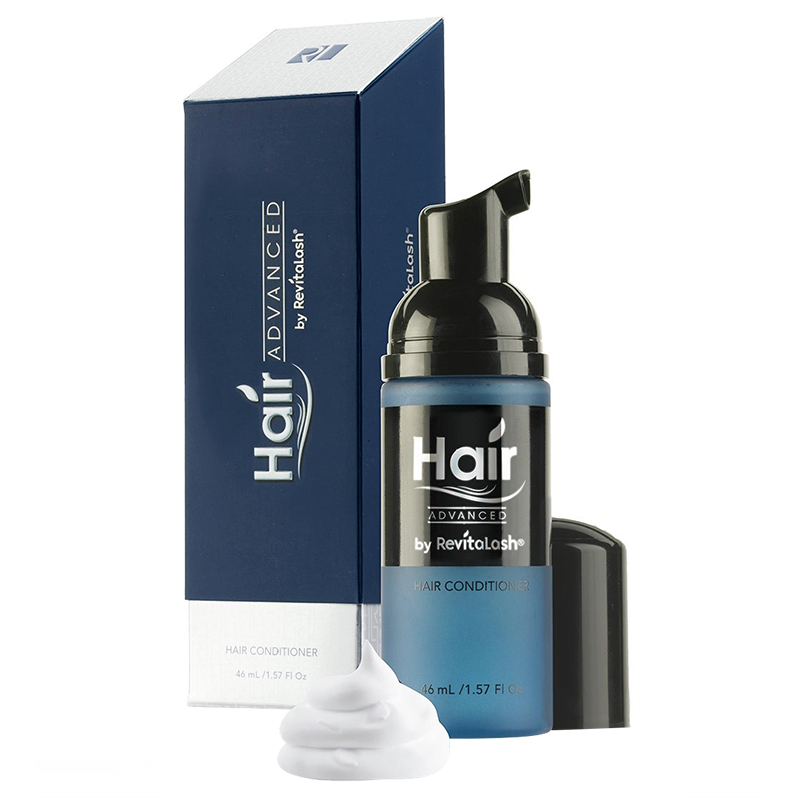 Hair
ADVANCED
by RevitaLash®
HAIR CONDITIONER
46 mL /1.57 Fl Oz
taLash®
Hair
ADVANCED
by RevitaLash®
HAIR CONDITIONER
46 mL /1.57 Fl Oz